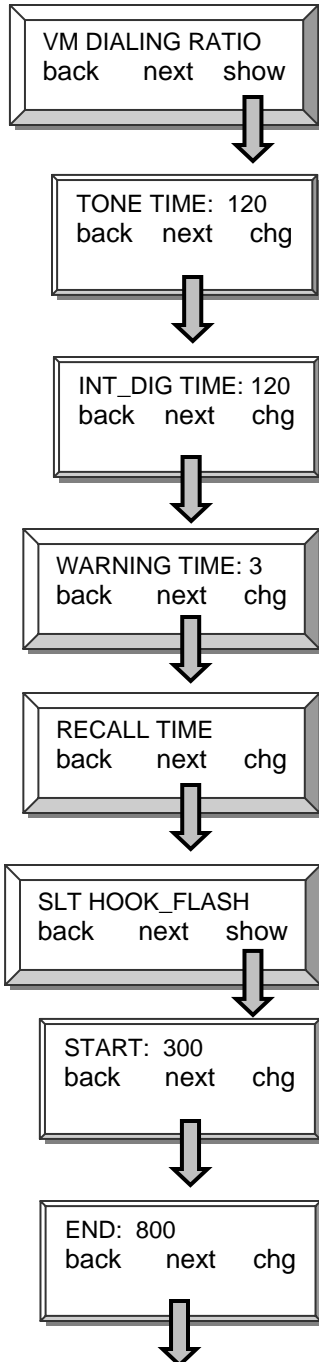 VM DIALING RATIO
back next show
TONE TIME: 120
back next chg
INT_DIG TIME: 120
back next chg
WARNING TIME: 3
back next chg
RECALL TIME
back next chg
SLT HOOK_FLASH
back next show
START: 300
back next chg
END: 800
back next chg